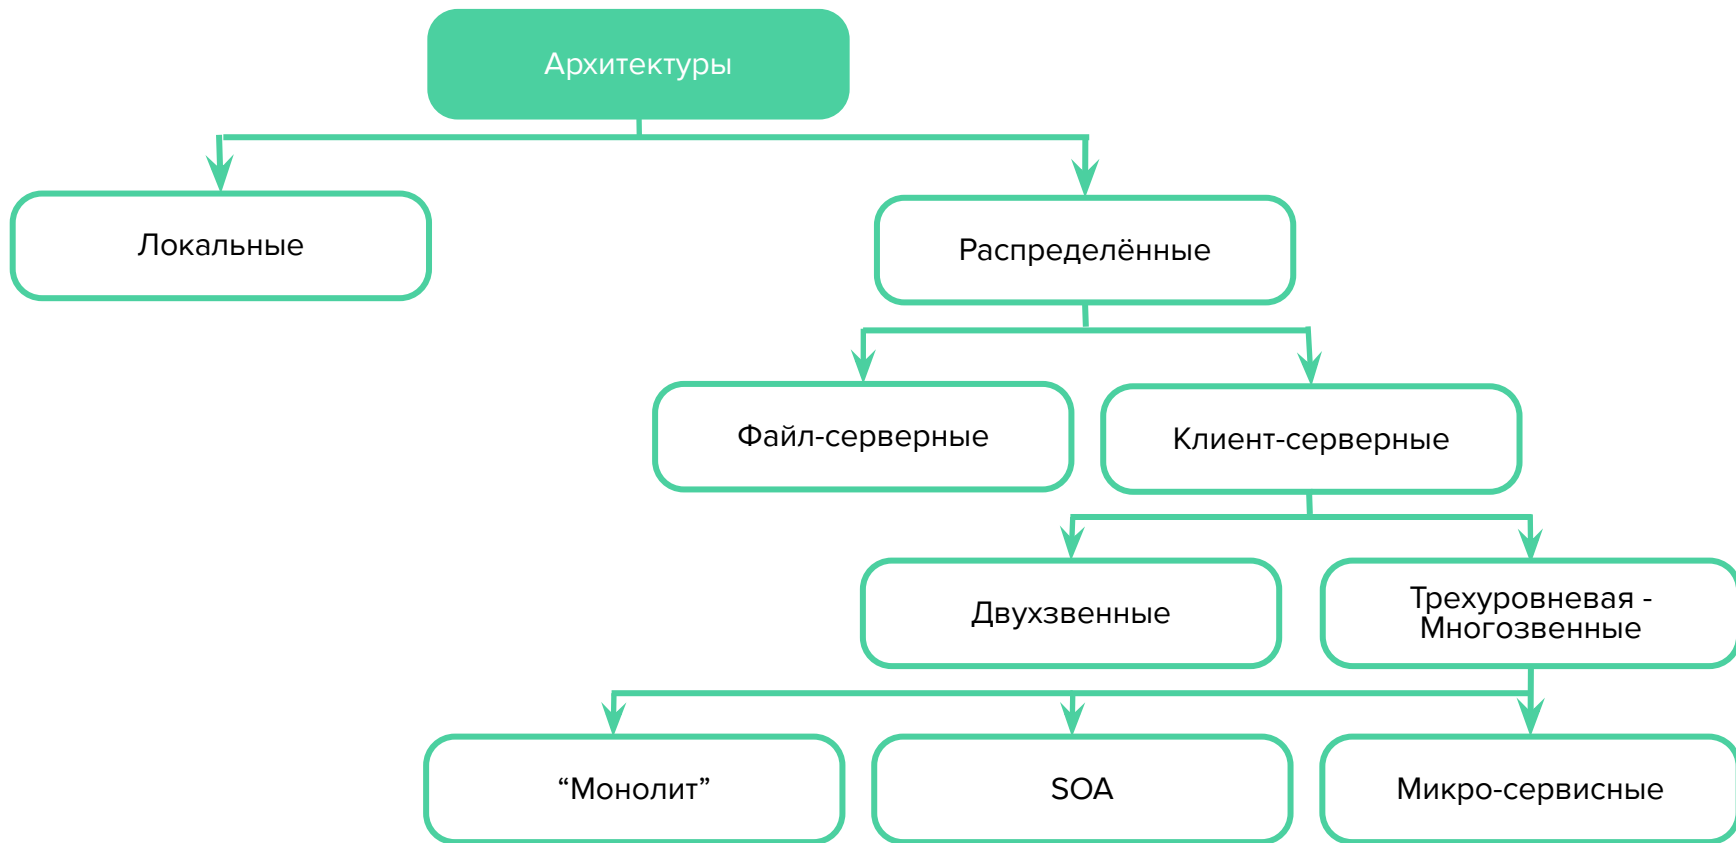 Архитектуры
Локальные
Распределённые
Файл-серверные
Клиент-серверные
Двухзвенные
Трехуровневая -
Многозвенные
“Монолит”
SOA
Микро-сервисные